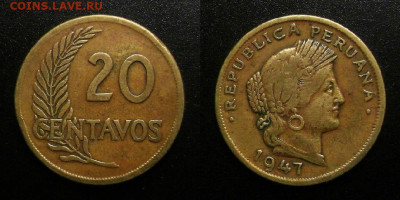 COINS.LAVE.RU
20
CENTAVOS
· REPUBLICA PERUANA ·
1947